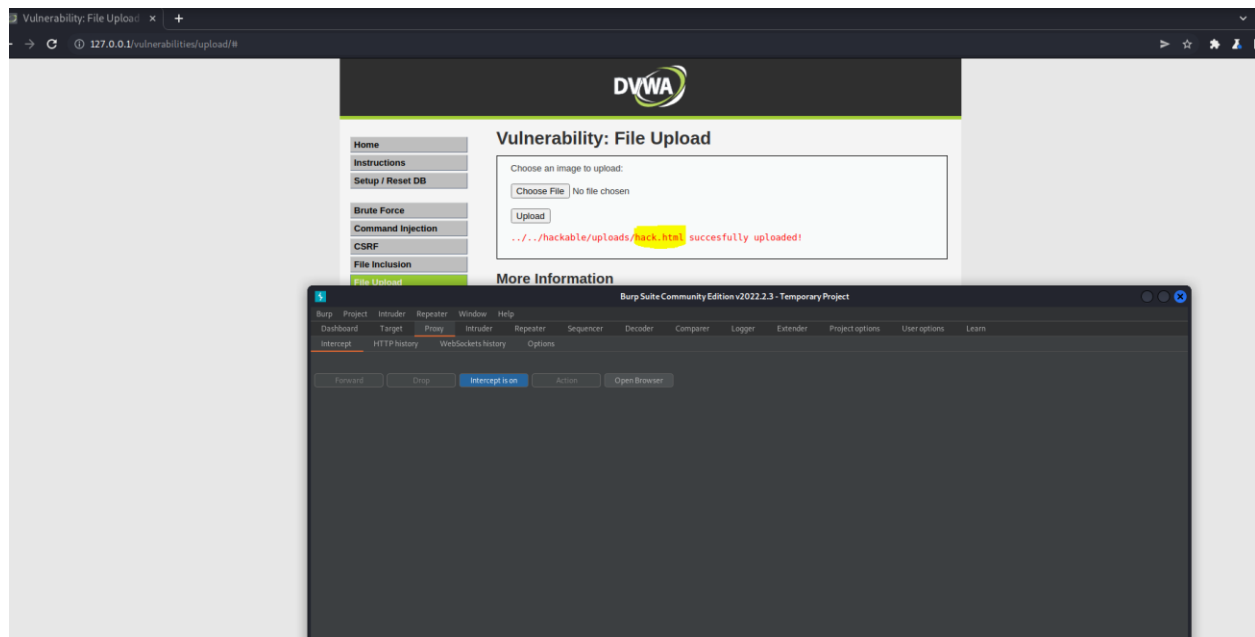 Vulnerability: File Upload × +
127.0.0.1/vulnerabilities/upload/#
DVWA
Home
Instructions
Setup / Reset DB
Brute Force
Command Injection
CSRF
File Inclusion
File Upload
Vulnerability: File Upload
Choose an image to upload:
Choose File No file chosen
Upload
../../hackable/uploads/hack.html succesfully uploaded!
More Information
Burp Suite Community Edition v2022.2.3 - Temporary Project
Burp Project Intruder Repeater Window Help
Dashboard Target Proxy Intruder Repeater Sequencer Decoder Comparer Logger Extender Project options User options Learn
Intercept HTTP history WebSockets history Options
Forward Drop Intercept is on Action Open Browser